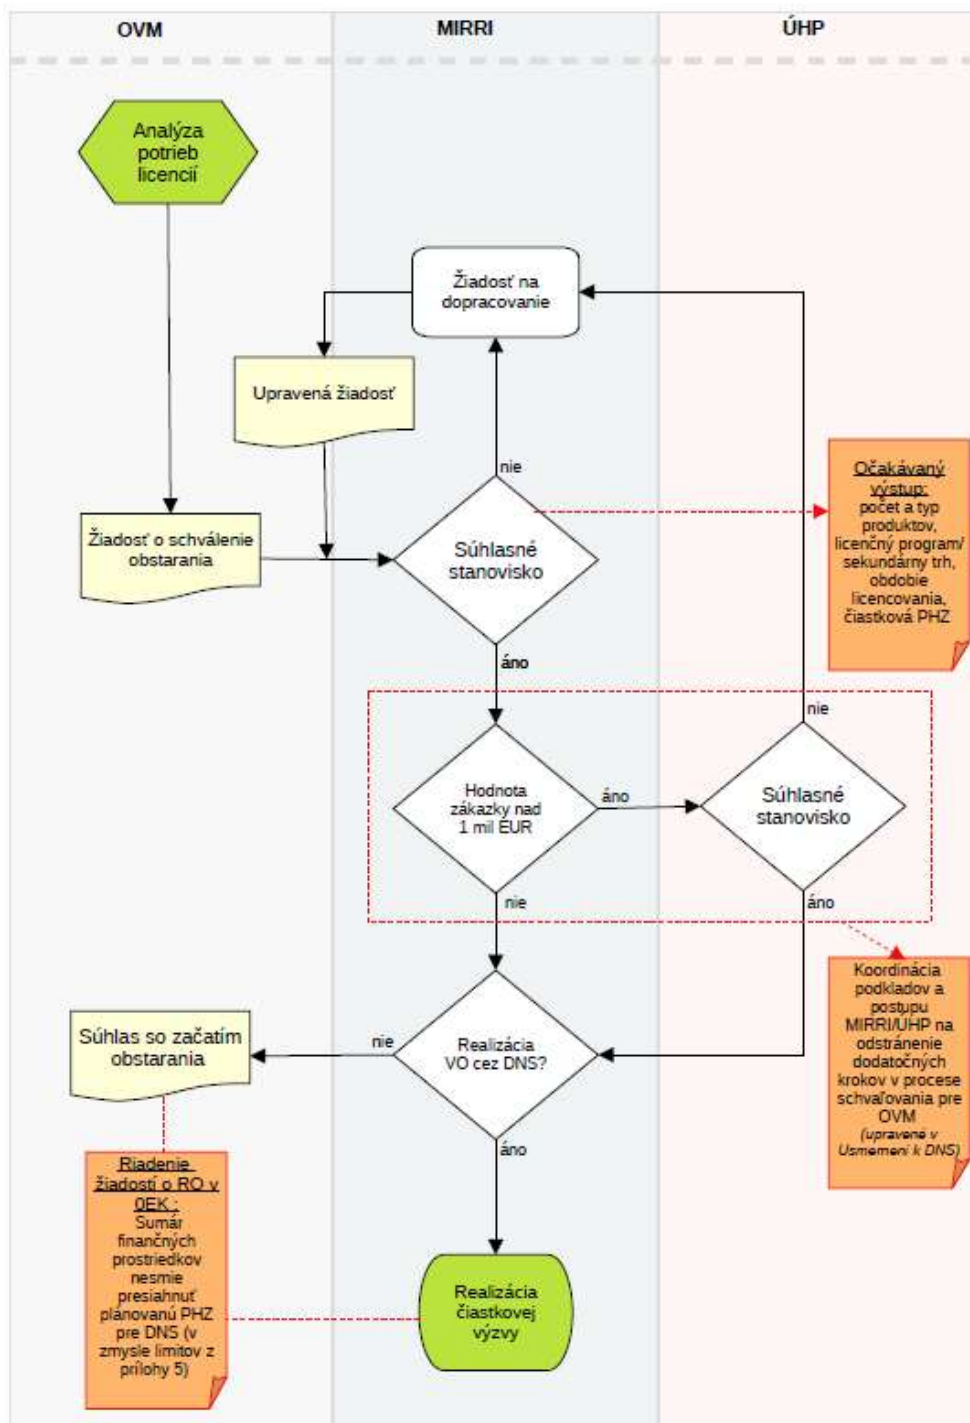 OVM
MIRRI
ÚHP
Analýza
potrieb
licencií
Žiadosť na
dopracovanie
Upravená žiadosť
nie
Očakávaný
výstup:
počet a typ
produktov,
licenčný program/
sekundárny trh,
obdobie
licencovania,
čiastková PHZ
Žiadosť o schválenie
obstarania
Súhlasné
stanovisko
áno
nie
Hodnota
zákazky nad
1 mil EUR
áno
Súhlasné
stanovisko
nie
áno
Koordinácia
podkladov a
postupu
MIRRI/UHP na
odstránenie
dodatočných
krokov v procese
schvaľovania pre
OVM
(upravené v
Usmernení k DNS)
Súhlas so začatím
obstarania
nie
Realizácia
VO cez DNS?
áno
Riadenie
žiadostí o RO v
0EK :
Sumár
finančných
prostriedkov
nesmie
presiahnuť
plánovanú PHZ
pre DNS (v
zmysle limitov z
prílohy 5)
Realizácia
čiastkovej
výzvy